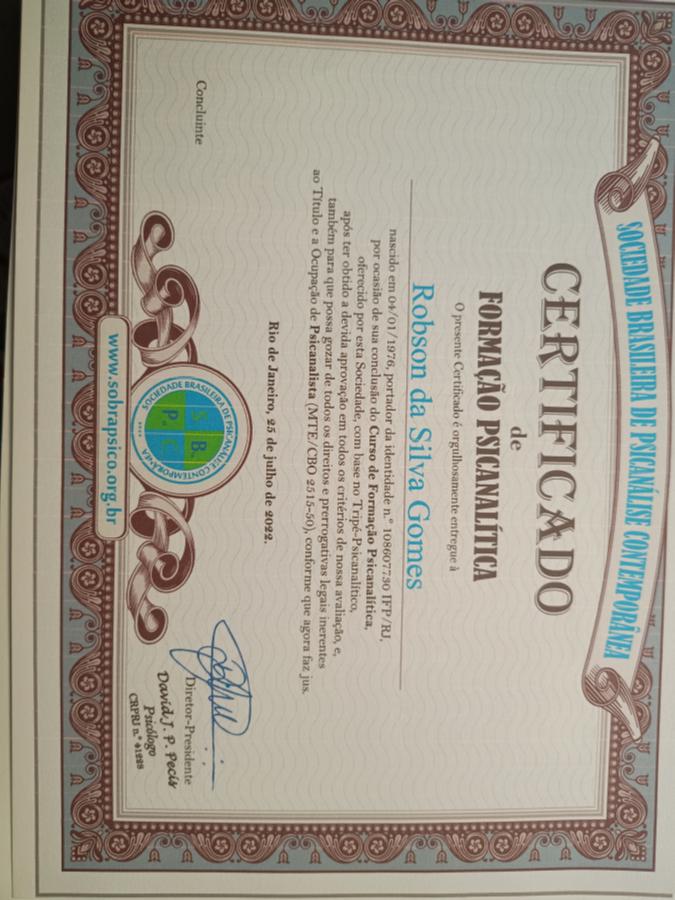 SOCIEDADE BRASILEIRA DE PSICANÁLISE CONTEMPORÂNEA
CERTIFICADO
de
FORMAÇÃO PSICANALÍTICA
O presente Certificado é orgulhosamente entregue à
Robson da Silva Gomes
nascido em 04/01/1976, portador da identidade n.º 108607730 IFP/RJ,
por ocasião de sua conclusão do Curso de Formação Psicanalítica,
oferecido por esta Sociedade, com base no Tripé-Psicanalítico,
após ter obtido a devida aprovação em todos os critérios de nossa avaliação, e,
também para que possa gozar de todos os direitos e prerrogativas legais inerentes
ao Título e a Ocupação de Psicanalista (MTE/CBO 2515-50), conforme que agora faz jus.
Rio de Janeiro, 25 de julho de 2022.
Concluinte
Diretor-Presidente
David J. P. Pecis
Psicólogo
CRPRJ n.º 41228
SOCIEDADE BRASILEIRA DE PSICANÁLISE CONTEMPORÂNEA
S. B.
P. C
www.sobrapsico.org.br